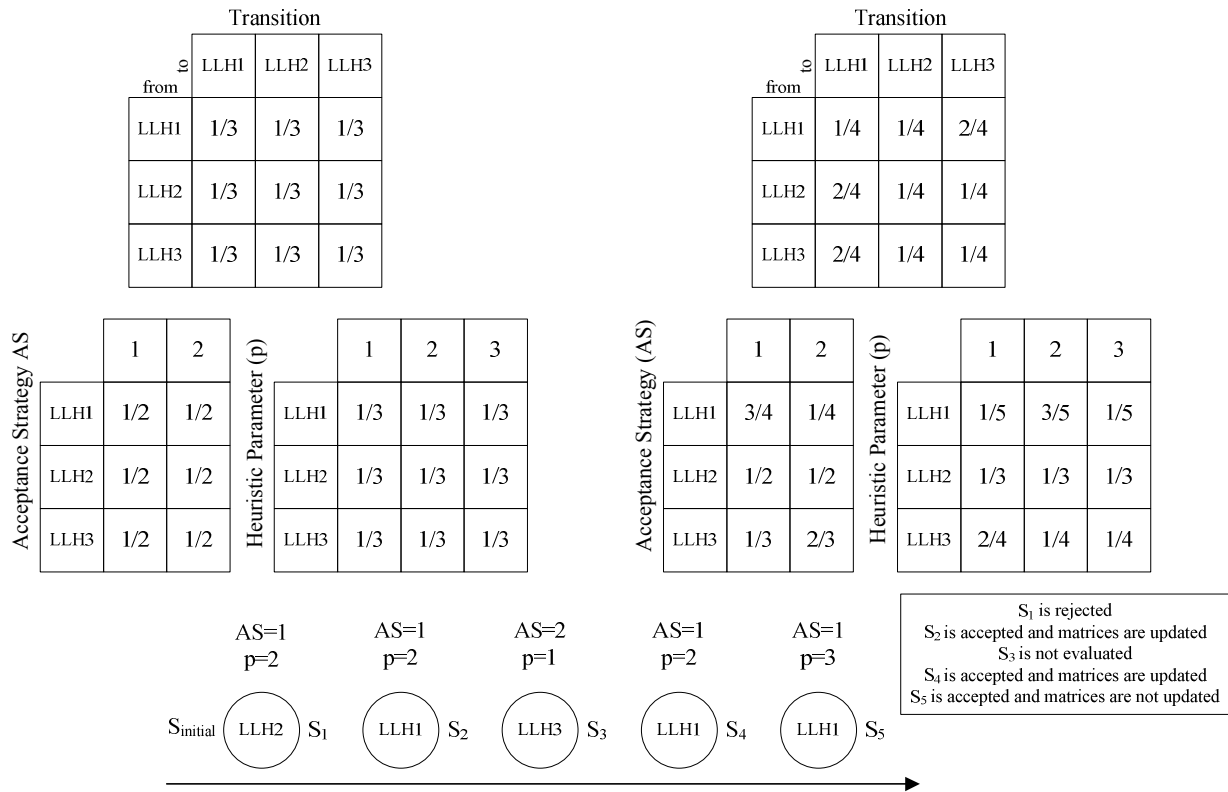 Transition
to
from
LLH1 LLH2 LLH3
LLH1 1/3 1/3 1/3
LLH2 1/3 1/3 1/3
LLH3 1/3 1/3 1/3
Transition
to
from
LLH1 LLH2 LLH3
LLH1 1/4 1/4 2/4
LLH2 2/4 1/4 1/4
LLH3 2/4 1/4 1/4
Acceptance Strategy AS
1 2
LLH1 1/2 1/2
LLH2 1/2 1/2
LLH3 1/2 1/2
Heuristic Parameter (p)
1 2 3
LLH1 1/3 1/3 1/3
LLH2 1/3 1/3 1/3
LLH3 1/3 1/3 1/3
Acceptance Strategy (AS)
1 2
LLH1 3/4 1/4
LLH2 1/2 1/2
LLH3 1/3 2/3
Heuristic Parameter (p)
1 2 3
LLH1 1/5 3/5 1/5
LLH2 1/3 1/3 1/3
LLH3 2/4 1/4 1/4
AS=1 AS=1 AS=2 AS=1 AS=1
p=2 p=2 p=1 p=2 p=3
Sinitial LLH2 S1 LLH1 S2 LLH3 S3 LLH1 S4 LLH1 S5
S1 is rejected
S2 is accepted and matrices are updated
S3 is not evaluated
S4 is accepted and matrices are updated
S5 is accepted and matrices are not updated